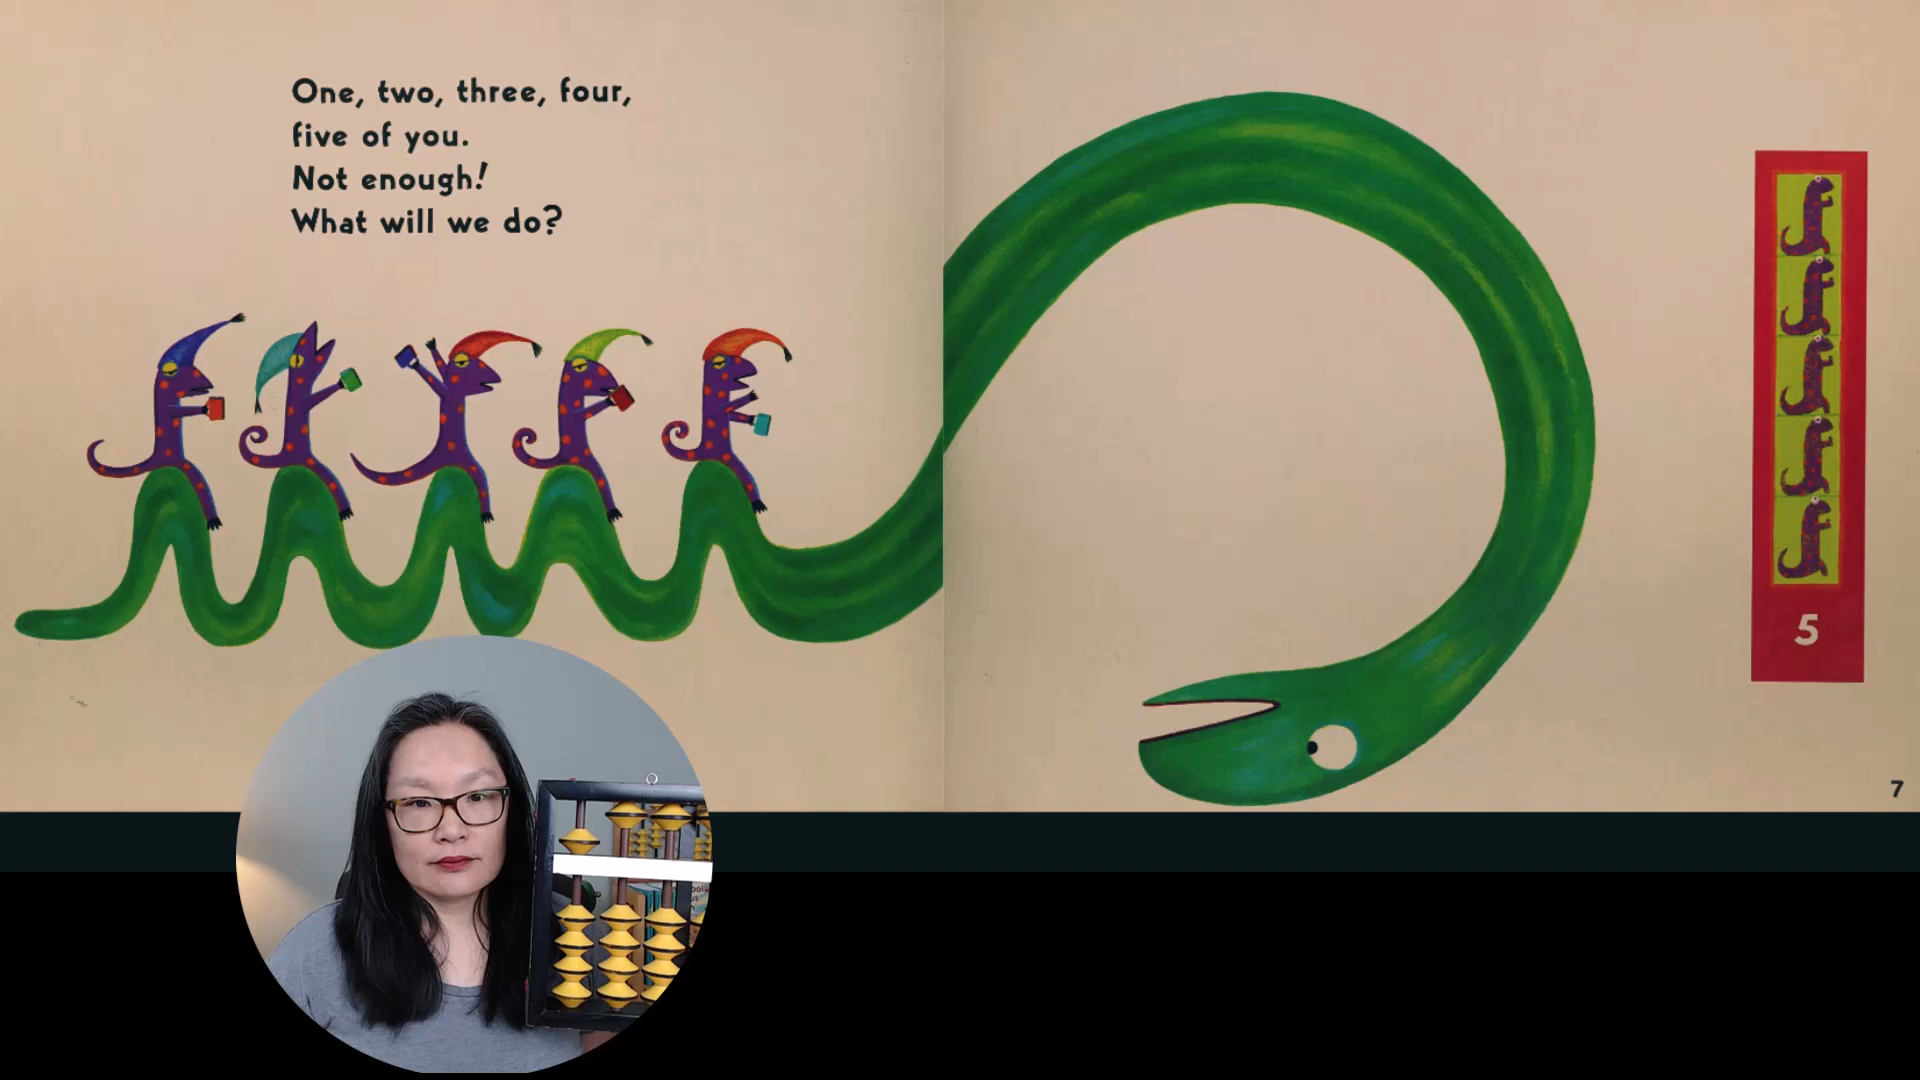 One, two, three, four,
five of you.
Not enough!
What will we do?
5
7